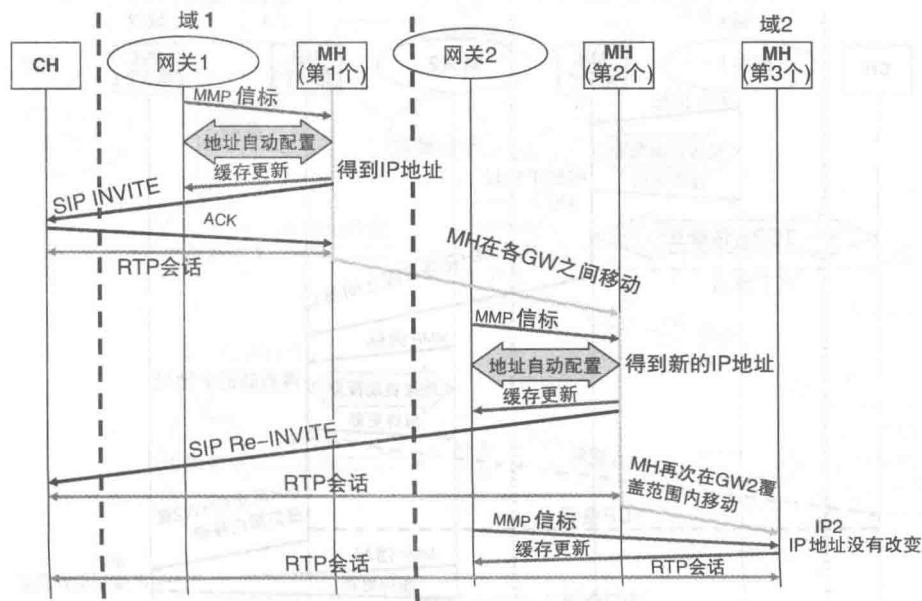 域1
域2
CH
网关1
MH
(第1个)
网关2
MH
(第2个)
MH
(第3个)
MMP 信标
地址自动配置
缓存更新
得到IP地址
SIP INVITE
ACK
RTP会话
MH在各GW之间移动
MMP 信标
地址自动配置
得到新的IP地址
缓存更新
SIP Re-INVITE
RTP会话
MH再次在GW2覆
盖范围内移动
MMP 信标
IP2
IP地址没有改变
缓存更新
RTP会话
RTP会话